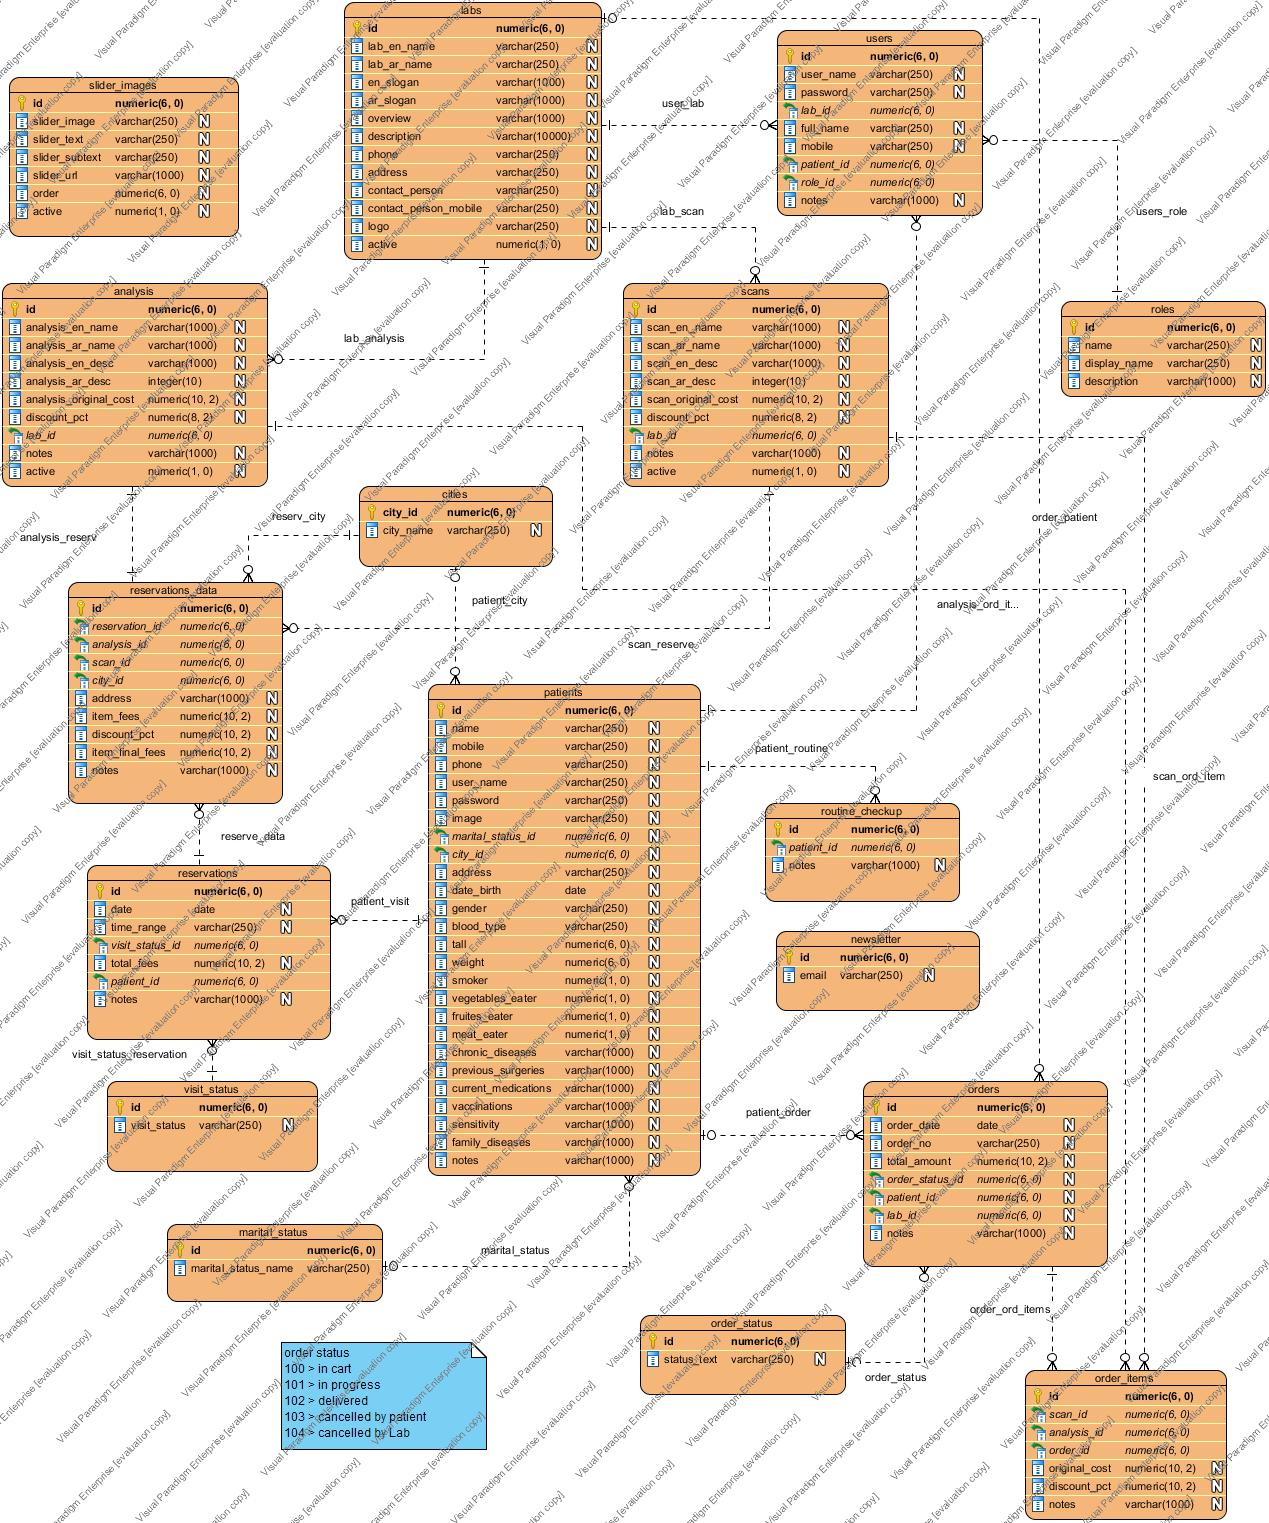 labs
id numeric(6, 0)
lab_en_name varchar(250) N
lab_ar_name varchar(250) N
en_slogan varchar(1000) N
ar_slogan varchar(1000) N
overview varchar(1000) N
description varchar(10000) N
phone varchar(250) N
address varchar(250) N
contact_person varchar(250) N
contact_person_mobile varchar(250) N
logo varchar(250) N
active numeric(1, 0) N
users
id numeric(6, 0)
user_name varchar(250) N
password varchar(250) N
lab_id numeric(6, 0)
full_name varchar(250) N
mobile varchar(250) N
patient_id numeric(6, 0)
role_id numeric(6, 0)
notes varchar(1000) N
slider_images
id numeric(6, 0)
slider_image varchar(250) N
slider_text varchar(250) N
slider_subtext varchar(250) N
slider_url varchar(1000) N
order numeric(6, 0) N
active numeric(1, 0) N
user_lab
lab_scan
users_role
analysis
id numeric(6, 0)
analysis_en_name varchar(1000) N
analysis_ar_name varchar(1000) N
analysis_en_desc varchar(1000) N
analysis_ar_desc integer(10) N
analysis_original_cost numeric(10, 2) N
discount_pct numeric(8, 2) N
lab_id numeric(6, 0)
notes varchar(1000) N
active numeric(1, 0) N
lab_analysis
scans
id numeric(6, 0)
scan_en_name varchar(1000) N
scan_ar_name varchar(1000) N
scan_en_desc varchar(1000) N
scan_ar_desc integer(10) N
scan_original_cost numeric(10, 2) N
discount_pct numeric(8, 2) N
lab_id numeric(6, 0)
notes varchar(1000) N
active numeric(1, 0) N
roles
id numeric(6, 0)
name varchar(250) N
display_name varchar(250) N
description varchar(1000) N
cities
city_id numeric(6, 0)
city_name varchar(250) N
reserv_city
analysis_reserv
order_patient
patient_city
analysis_ord_it...
scan_reserve
reservations_data
id numeric(6, 0)
reservation_id numeric(6, 0)
analysis_id numeric(6, 0)
scan_id numeric(6, 0)
city_id numeric(6, 0)
address varchar(1000) N
item_fees numeric(10, 2) N
discount_pct numeric(10, 2) N
item_final_fees numeric(10, 2) N
notes varchar(1000) N
patients
id numeric(6, 0)
name varchar(250) N
mobile varchar(250) N
phone varchar(250) N
user_name varchar(250) N
password varchar(250) N
image varchar(250) N
marital_status_id numeric(6, 0) N
city_id numeric(6, 0) N
address varchar(250) N
date_birth date N
gender varchar(250) N
blood_type varchar(250) N
tall numeric(6, 0) N
weight numeric(6, 0) N
smoker numeric(1, 0) N
vegetables_eater numeric(1, 0) N
fruites_eater numeric(1, 0) N
meat_eater numeric(1, 0) N
chronic_diseases varchar(1000) N
previous_surgeries varchar(1000) N
current_medications varchar(1000) N
vaccinations varchar(1000) N
sensitivity varchar(1000) N
family_diseases varchar(1000) N
notes varchar(1000) N
patient_routine
scan_ord_item
routine_checkup
id numeric(6, 0)
patient_id numeric(6, 0)
notes varchar(1000) N
reserve_data
reservations
id numeric(6, 0)
date date N
time_range varchar(250) N
visit_status_id numeric(6, 0)
total_fees numeric(10, 2) N
patient_id numeric(6, 0)
notes varchar(1000) N
patient_visit
newsletter
id numeric(6, 0)
email varchar(250) N
visit_status_reservation
visit_status
id numeric(6, 0)
visit_status varchar(250) N
patient_order
orders
id numeric(6, 0)
order_date date N
order_no varchar(250) N
total_amount numeric(10, 2) N
order_status_id numeric(6, 0) N
patient_id numeric(6, 0) N
lab_id numeric(6, 0) N
notes varchar(1000) N
marital_status
id numeric(6, 0)
marital_status_name varchar(250)
marital_status
order_ord_items
order_status
id numeric(6, 0)
status_text varchar(250) N
order_status
order status
100 > in cart
101 > in progress
102 > delivered
103 > cancelled by patient
104 > cancelled by Lab
order_items
id numeric(6, 0)
scan_id numeric(6, 0)
analysis_id numeric(6, 0)
order_id numeric(6, 0)
original_cost numeric(10, 2) N
discount_pct numeric(10, 2) N
notes varchar(1000) N
Visual Paradigm Enterprise [evaluation copy]